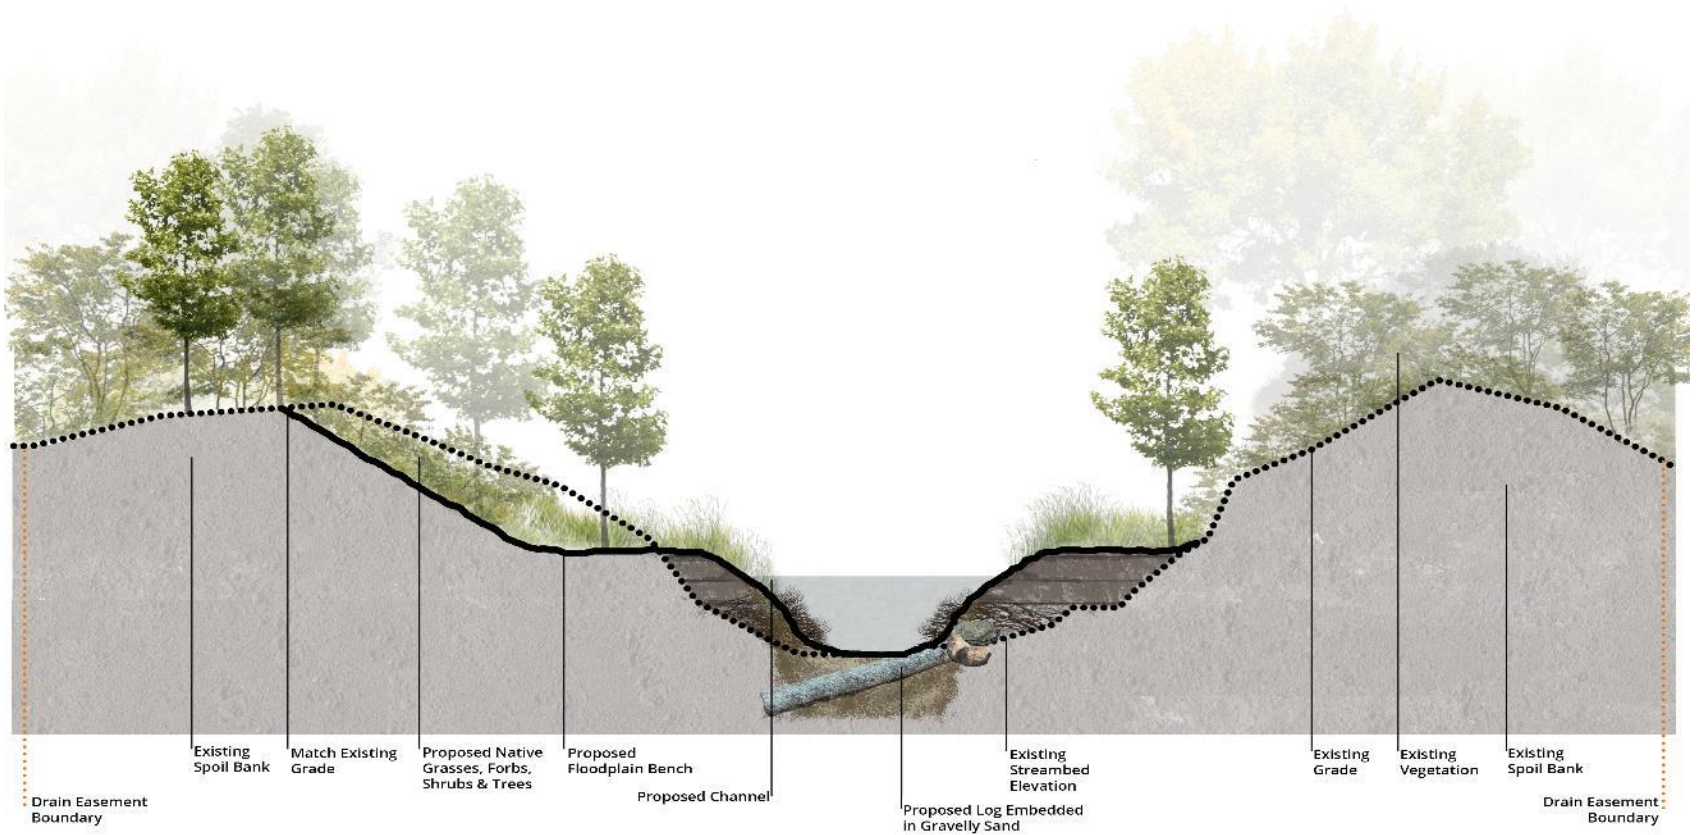 Existing
Spoil Bank
Match Existing
Grade
Proposed Native
Grasses, Forbs,
Shrubs & Trees
Proposed
Floodplain Bench
Existing
Streambed
Elevation
Existing
Grade
Existing
Vegetation
Existing
Spoil Bank
Drain Easement
Boundary
Proposed Channel
Proposed Log Embedded
in Gravelly Sand
Drain Easement
Boundary